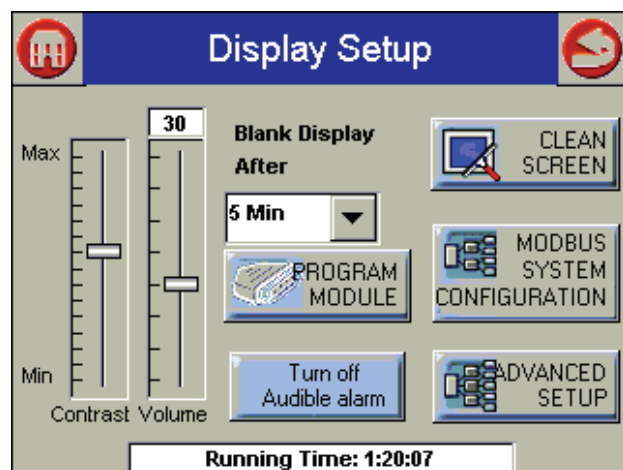 Display Setup
30
Max
Min
Contrast Volume
Blank Display
After
5 Min
PROGRAM
MODULE
Turn off
Audible alarm
CLEAN
SCREEN
MODBUS
SYSTEM
CONFIGURATION
ADVANCED
SETUP
Running Time: 1:20:07